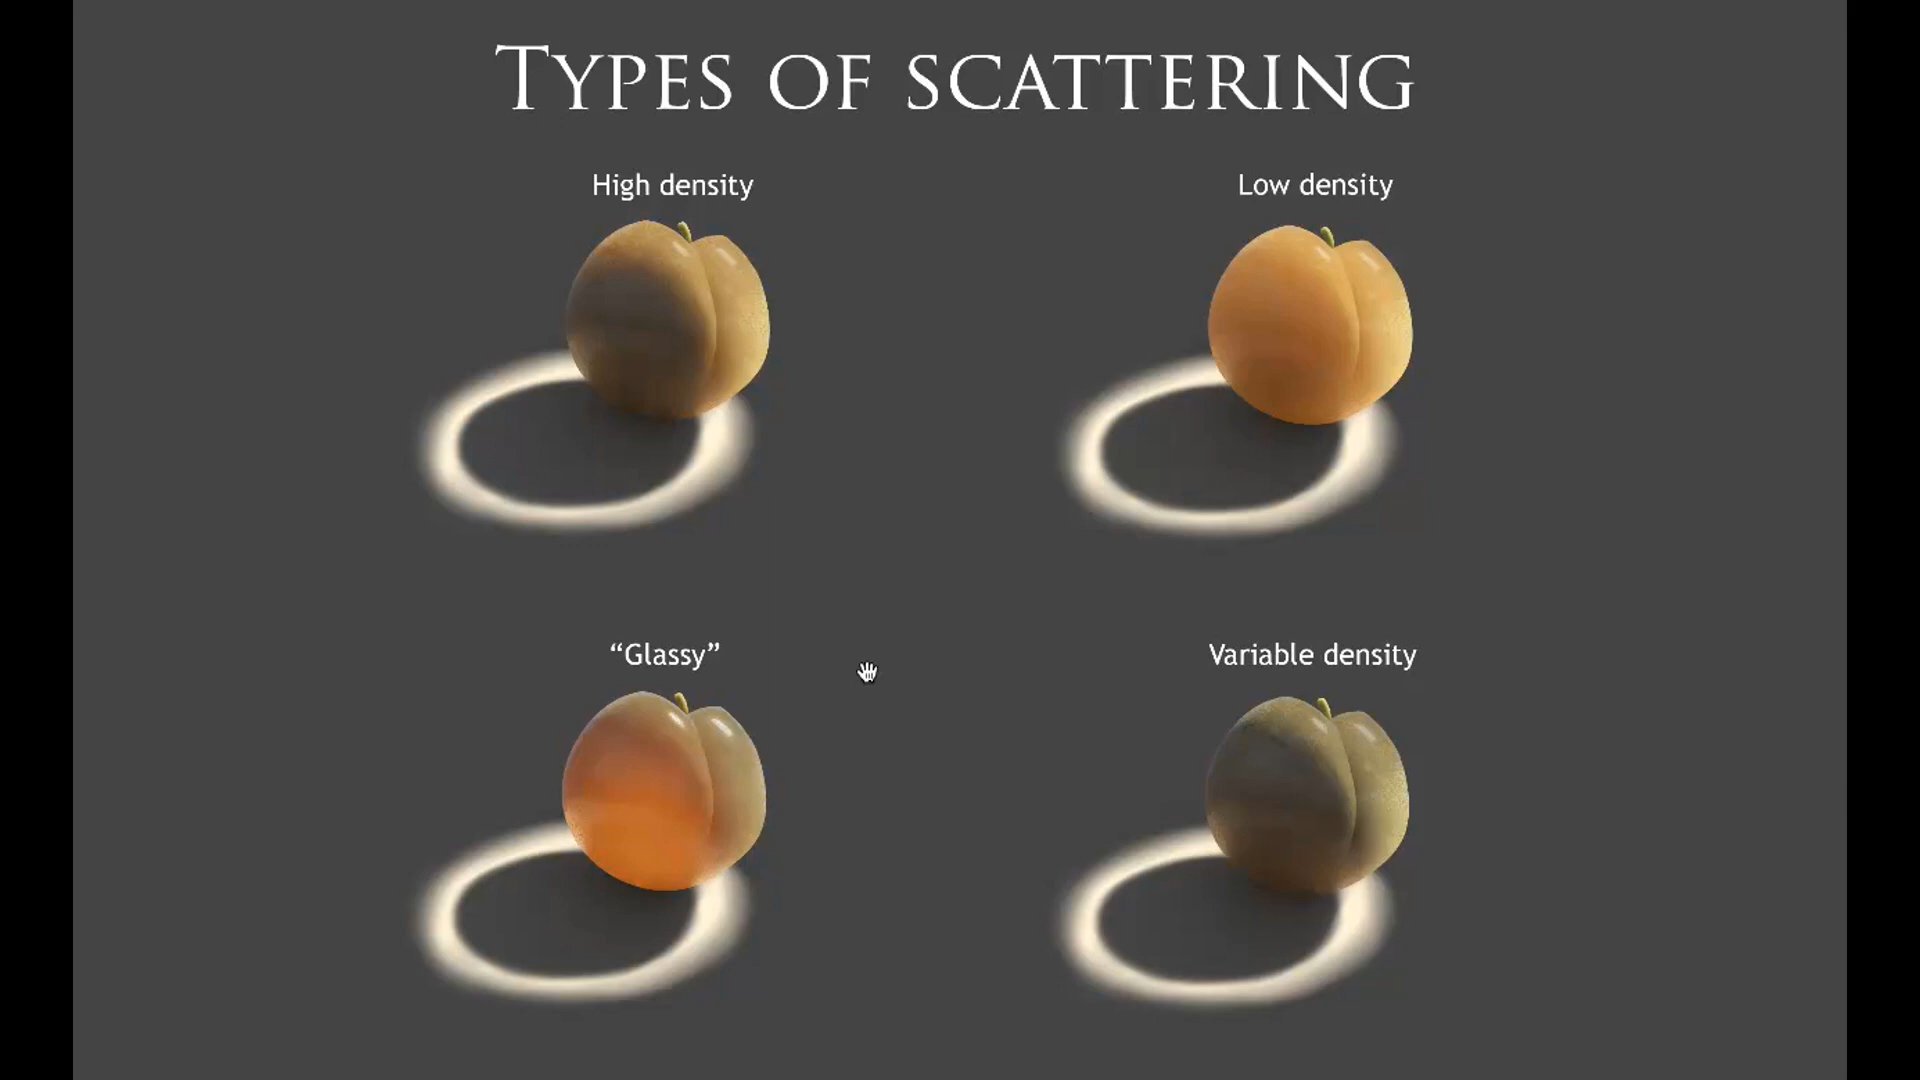 TYPES OF SCATTERING
High density
Low density
“Glassy”
Variable density